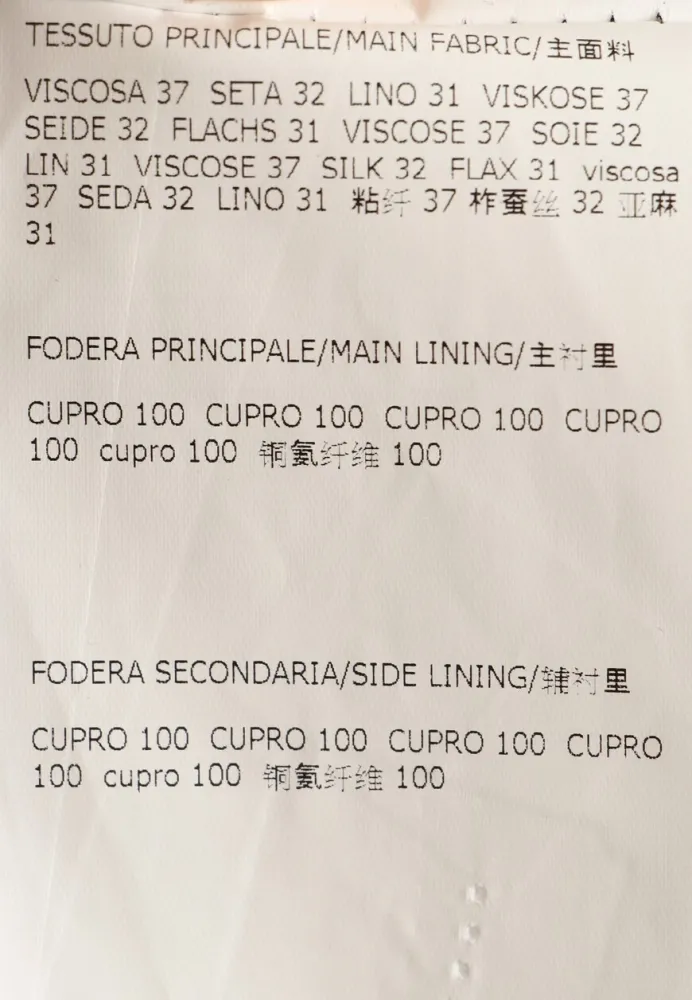 TESSUTO PRINCIPALE/MAIN FABRIC/主面料
VISCOSA 37 SETA 32 LINO 31 VISKOSE 37
SEIDE 32 FLACHS 31 VISCOSE 37 SOIE 32
LIN 31 VISCOSE 37 SILK 32 FLAX 31 viscosa
37 SEDA 32 LINO 31 粘纤 37 柞蚕丝 32 亚麻
31
FODERA PRINCIPALE/MAIN LINING/主衬里
CUPRO 100 CUPRO 100 CUPRO 100 CUPRO
100 cupro 100 铜氨纤维 100
FODERA SECONDARIA/SIDE LINING/辅衬里
CUPRO 100 CUPRO 100 CUPRO 100 CUPRO
100 cupro 100 铜氨纤维 100